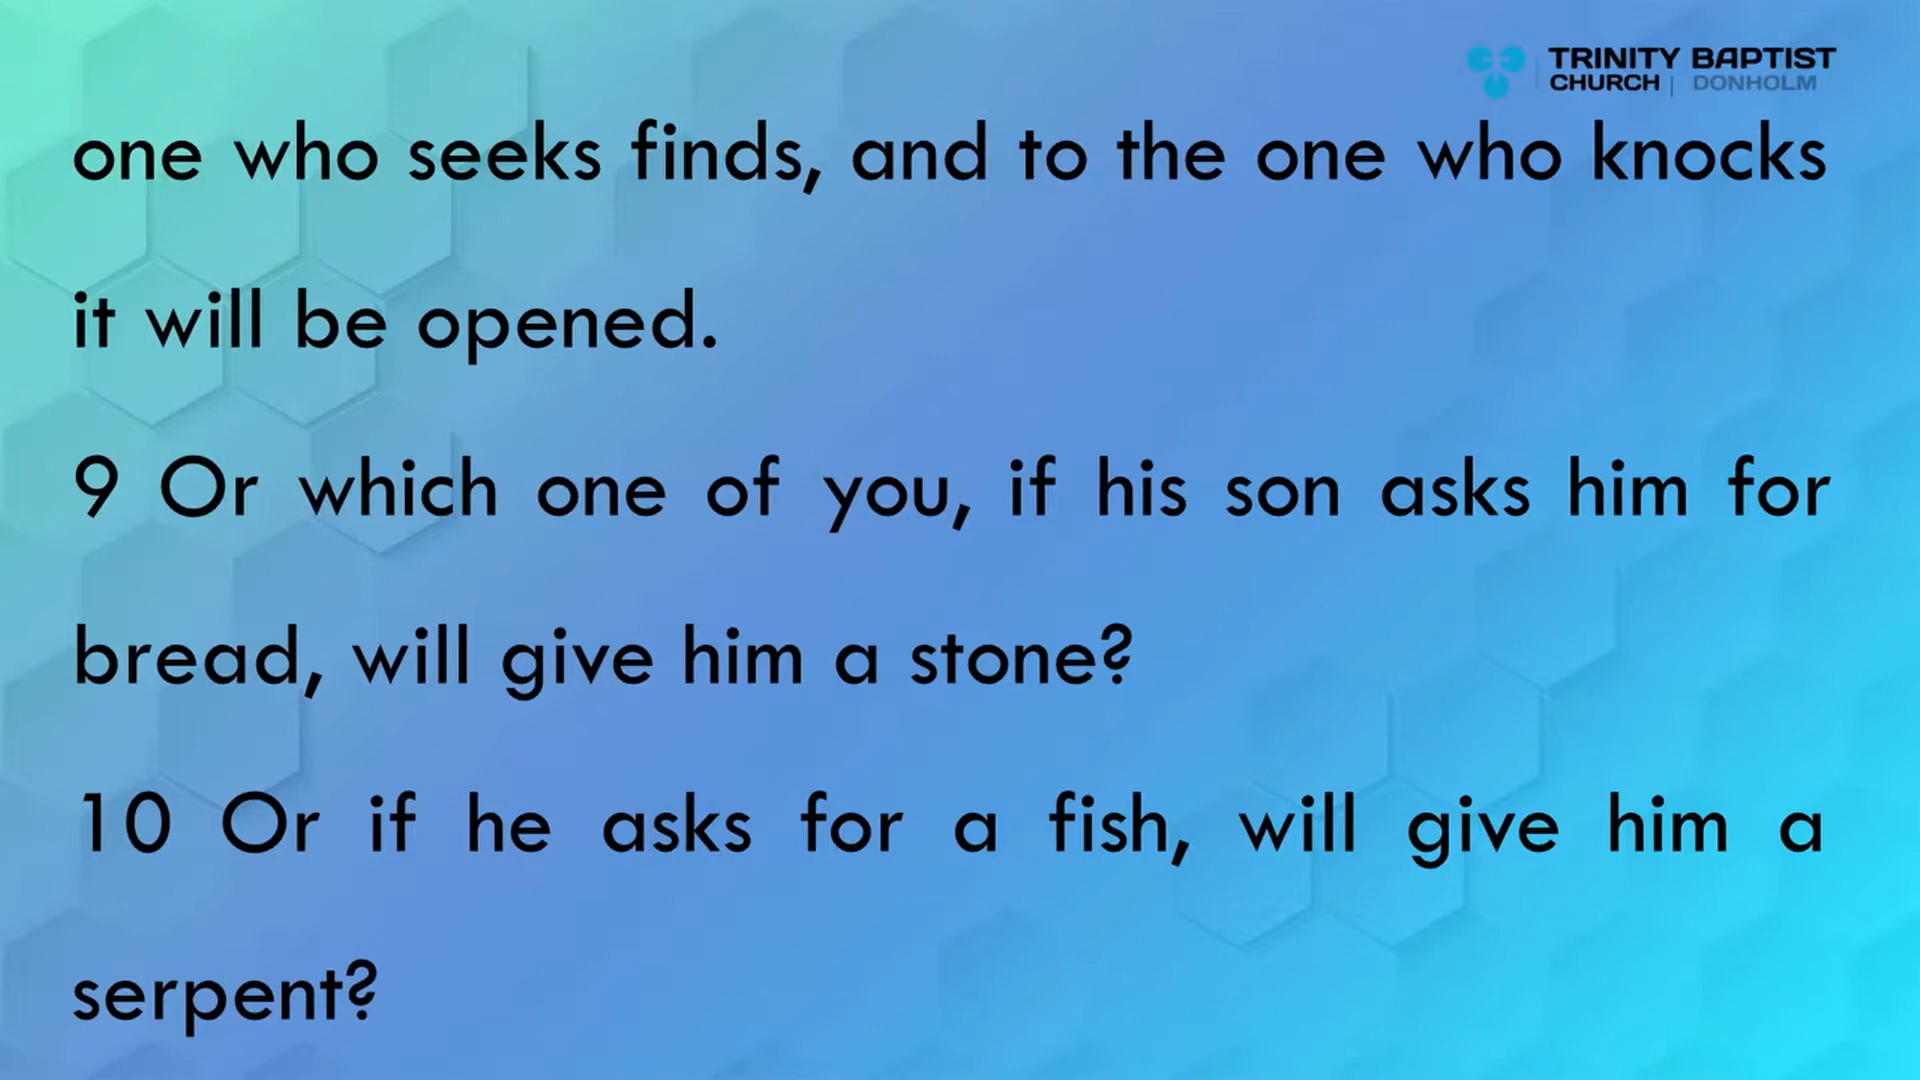 TRINITY BAPTIST
CHURCH | DONHOLM
one who seeks finds, and to the one who knocks
it will be opened.
9 Or which one of you, if his son asks him for
bread, will give him a stone?
10 Or if he asks for a fish, will give him a
serpent?